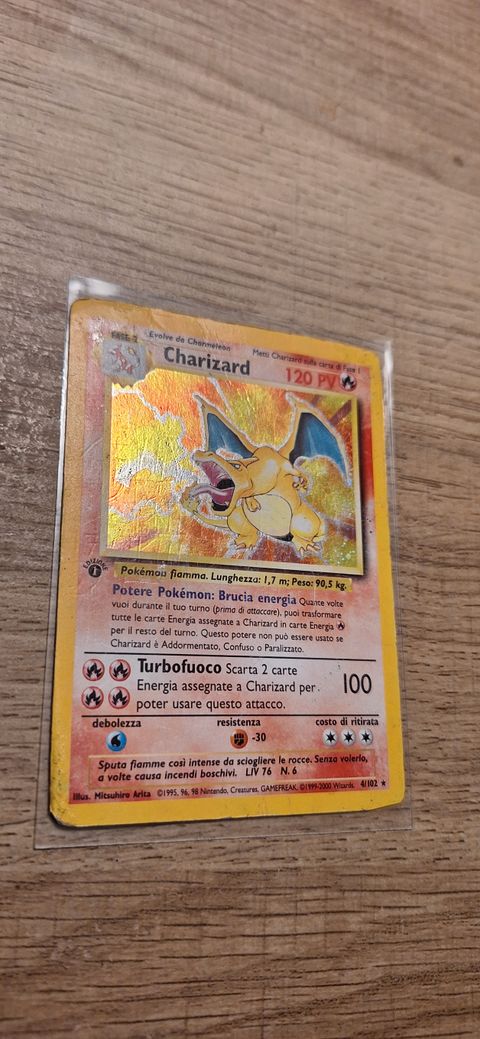 FASE 2
Evolve da Charmeleon
Metti Charizard sulla carta di Fase 1
Charizard
120 PV
EDIZIONE
1
Pokémon fiamma. Lunghezza: 1,7 m; Peso: 90,5 kg.
Potere Pokémon: Brucia energia Quante volte
vuoi durante il tuo turno (prima di attaccare), puoi trasformare
tutte le carte Energia assegnate a Charizard in carte Energia
per il resto del turno. Questo potere non può essere usato se
Charizard è Addormentato, Confuso o Paralizzato.
Turbofuoco Scarta 2 carte
Energia assegnate a Charizard per
poter usare questo attacco.
100
debolezza
resistenza
costo di ritirata
-30
Sputa fiamme così intense da sciogliere le rocce. Senza volerlo,
a volte causa incendi boschivi. LIV 76 N. 6
Illus. Mitsuhiro Arita ©1995, 96, 98 Nintendo, Creatures, GAMEFREAK. ©1999-2000 Wizards. 4/102 ★